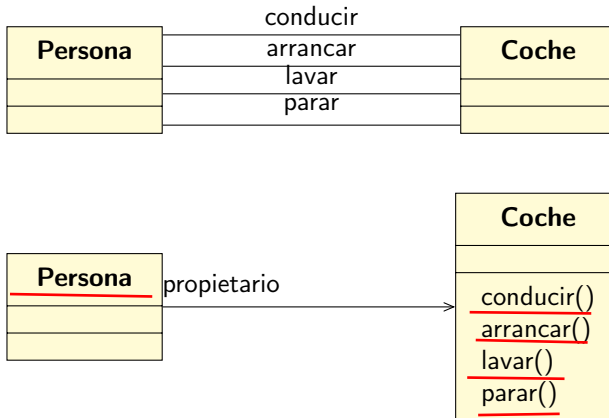 conducir
Persona
arrancar
Coche
lavar
parar
Coche
Persona
propietario
conducir()
arrancar()
lavar()
parar()